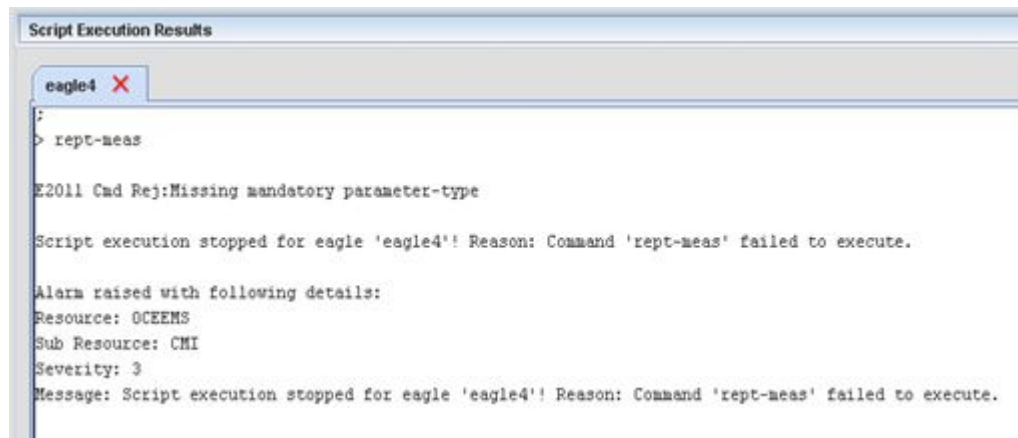 Script Execution Results
eagle4
;
> rept-meas
E2011 Cmd Rej:Missing mandatory parameter-type
Script execution stopped for eagle 'eagle4'! Reason: Command 'rept-meas' failed to execute.
Alarm raised with following details:
Resource: OCEEMS
Sub Resource: CMI
Severity: 3
Message: Script execution stopped for eagle 'eagle4'! Reason: Command 'rept-meas' failed to execute.